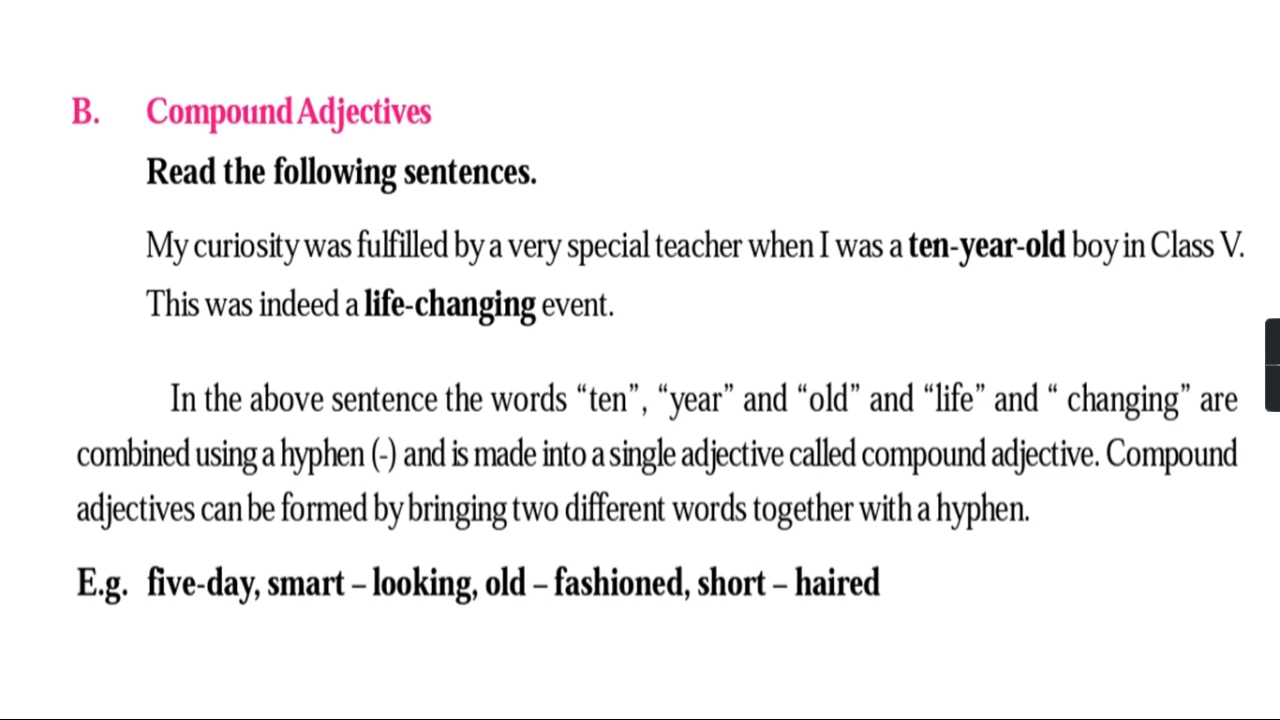 B. Compound Adjectives
Read the following sentences.
My curiosity was fulfilled by a very special teacher when I was a ten-year-old boy in Class V.
This was indeed a life-changing event.
In the above sentence the words “ten”, “year” and “old” and “life” and “ changing” are
combined using a hyphen (-) and is made into a single adjective called compound adjective. Compound
adjectives can be formed by bringing two different words together with a hyphen.
E.g. five-day, smart – looking, old – fashioned, short – haired